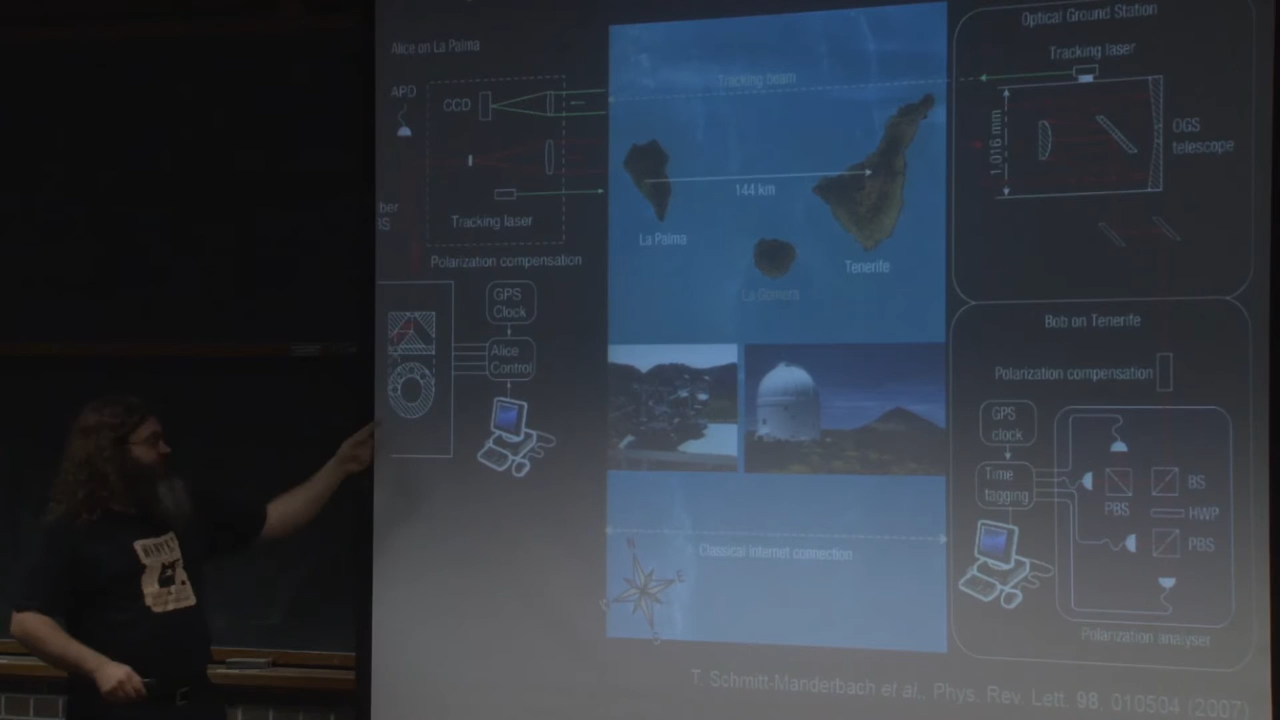 Alice on La Palma
APD
CCD
Tracking laser
Polarization compensation
GPS
Clock
Alice
Control
Tracking beam
144 km
La Palma
La Gomera
Tenerife
Classical internet connection
N
E
S
Optical Ground Station
Tracking laser
1,016 mm
OGS
telescope
Bob on Tenerife
Polarization compensation
GPS
clock
Time
tagging
PBS
BS
HWP
PBS
Polarization analyser
T. Schmitt-Manderbach et al., Phys. Rev. Lett. 98, 010504 (2007)